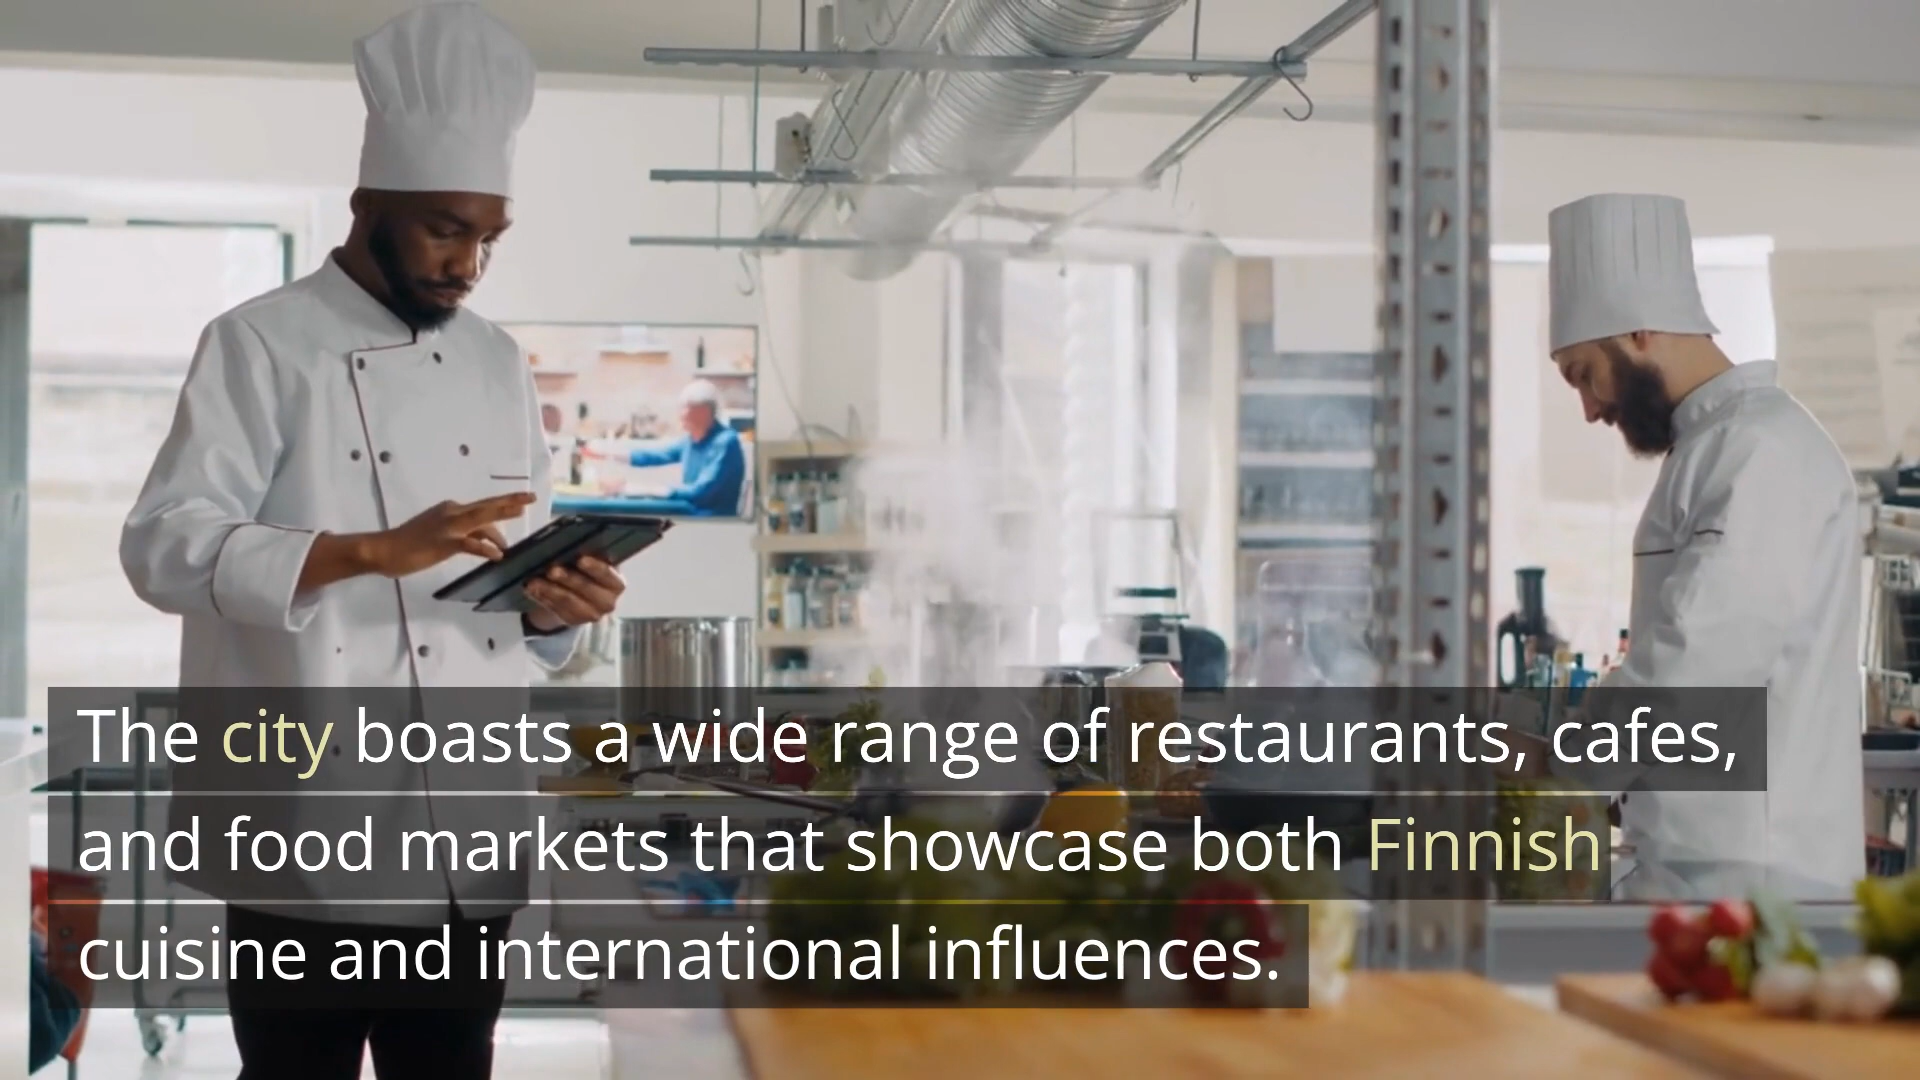 The city boasts a wide range of restaurants, cafes,
and food markets that showcase both Finnish
cuisine and international influences.